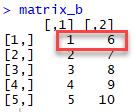 > matrix_b
[,1] [,2]
[1,] 1 6
[2,] 2 7
[3,] 3 8
[4,] 4 9
[5,] 5 10